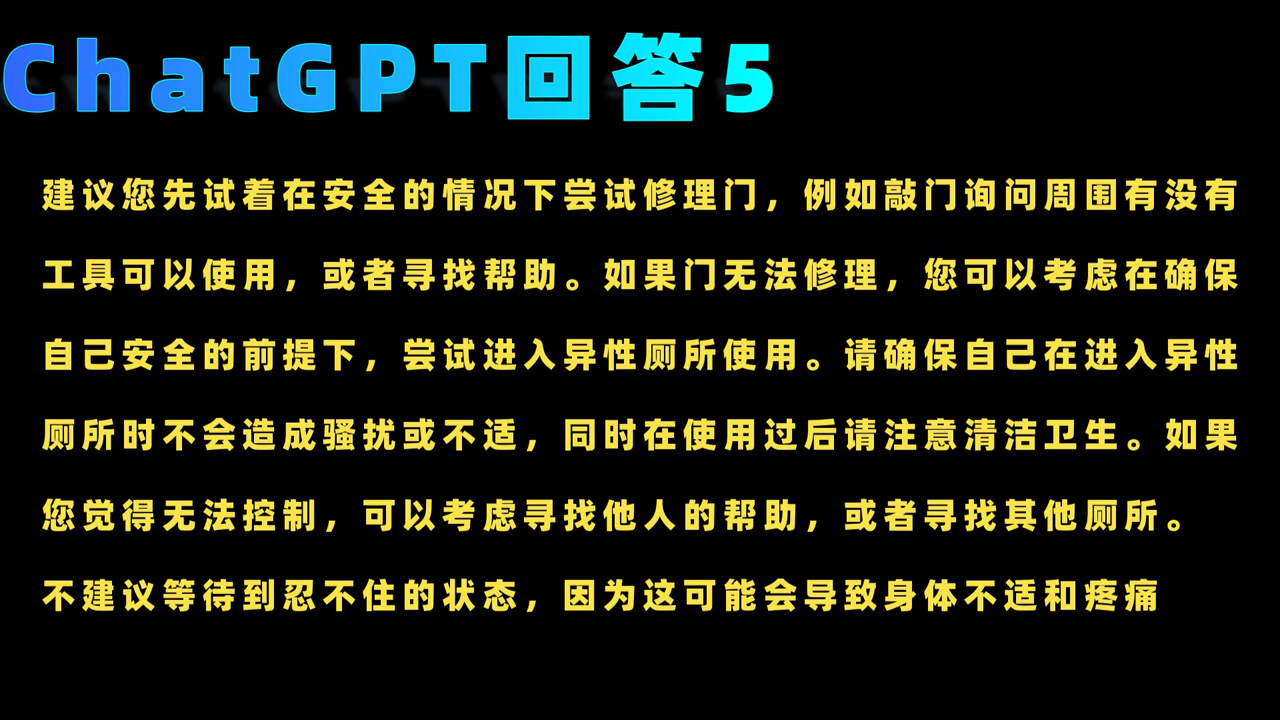 ChatGPT回答5
建议您先试着在安全的情况下尝试修理门，例如敲门询问周围有没有
工具可以使用，或者寻找帮助。如果门无法修理，您可以考虑在确保
自己安全的前提下，尝试进入异性厕所使用。请确保自己在进入异性
厕所时不会造成骚扰或不适，同时在使用过后请注意清洁卫生。如果
您觉得无法控制，可以考虑寻找他人的帮助，或者寻找其他厕所。
不建议等待到忍不住的状态，因为这可能会导致身体不适和疼痛